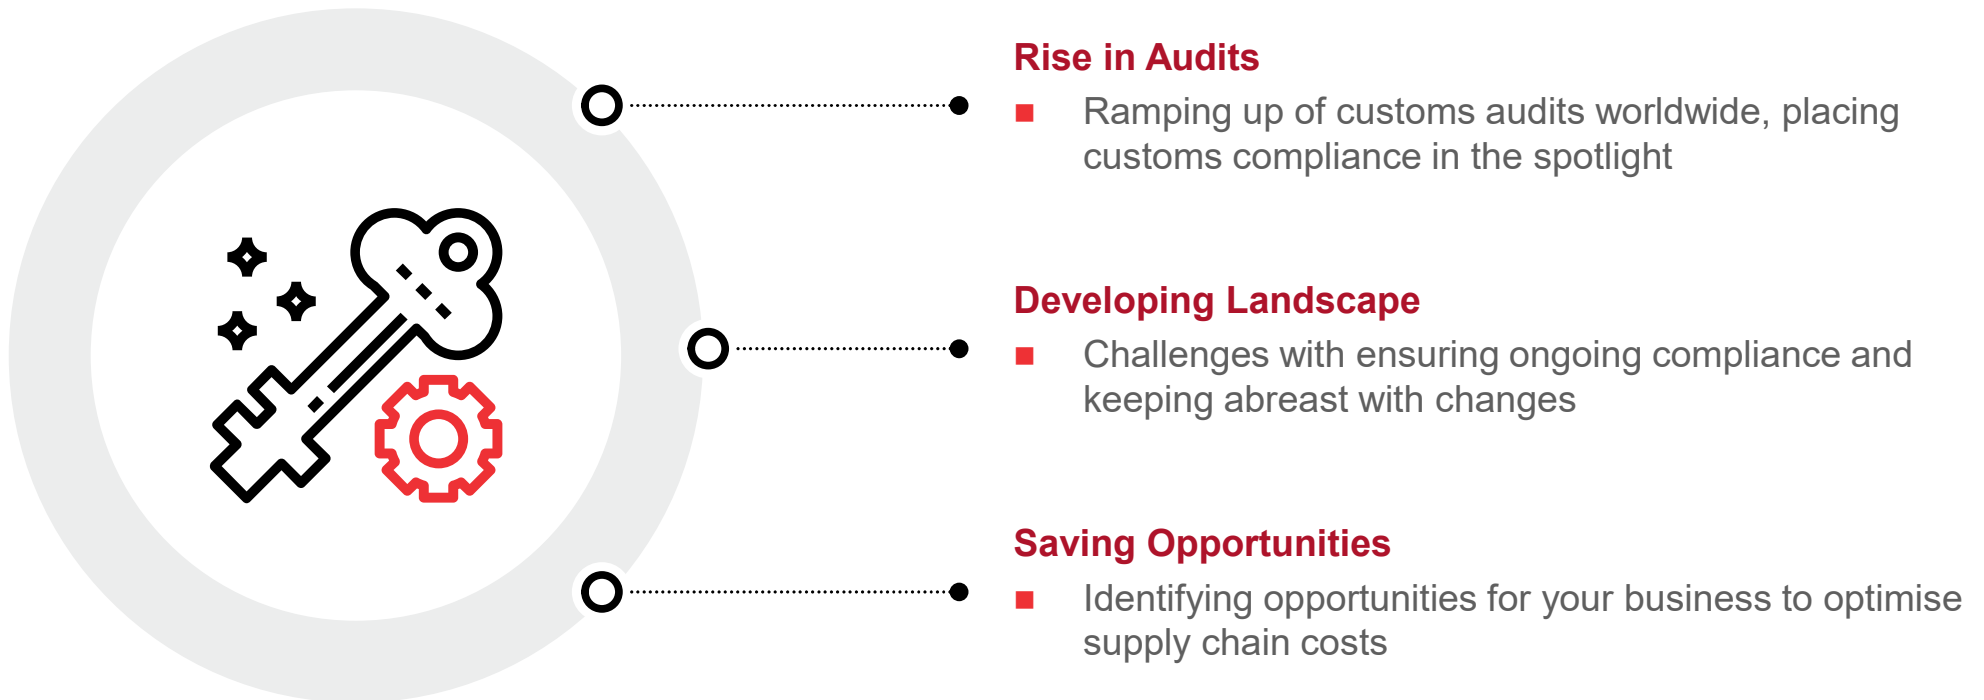 Rise in Audits
■ Ramping up of customs audits worldwide, placing
customs compliance in the spotlight
Developing Landscape
■ Challenges with ensuring ongoing compliance and
keeping abreast with changes
Saving Opportunities
■ Identifying opportunities for your business to optimise
supply chain costs